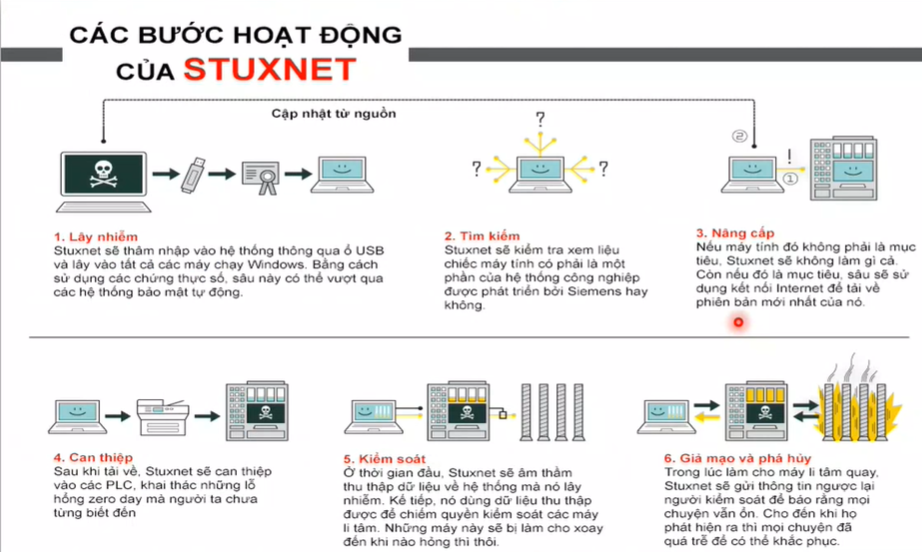 CÁC BƯỚC HOẠT ĐỘNG
CỦA STUXNET
Cập nhật từ nguồn
?
?
?
②
!
①
1. Lây nhiễm
Stuxnet sẽ thâm nhập vào hệ thống thông qua ổ USB
và lây vào tất cả các máy chạy Windows. Bằng cách
sử dụng các chứng thực số, sâu này có thể vượt qua
các hệ thống bảo mật tự động.
2. Tìm kiếm
Stuxnet sẽ kiểm tra xem liệu
chiếc máy tính có phải là một
phần của hệ thống công nghiệp
được phát triển bởi Siemens hay
không.
3. Nâng cấp
Nếu máy tính đó không phải là mục
tiêu, Stuxnet sẽ không làm gì cả.
Còn nếu đó là mục tiêu, sâu sẽ sử
dụng kết nối Internet để tải về
phiên bản mới nhất của nó.
4. Can thiệp
Sau khi tải về, Stuxnet sẽ can thiệp
vào các PLC, khai thác những lỗ
hổng zero day mà người ta chưa
từng biết đến
5. Kiểm soát
Ở thời gian đầu, Stuxnet sẽ âm thầm
thu thập dữ liệu về hệ thống mà nó lây
nhiễm. Kế tiếp, nó dùng dữ liệu thu thập
được để chiếm quyền kiểm soát các máy
li tâm. Những máy này sẽ bị làm cho xoay
đến khi nào hỏng thì thôi.
6. Giả mạo và phá hủy
Trong lúc làm cho máy li tâm quay,
Stuxnet sẽ gửi thông tin ngược lại
người kiểm soát để báo rằng mọi
chuyện vẫn ổn. Cho đến khi họ
phát hiện ra thì mọi chuyện đã
quá trễ để có thể khắc phục.